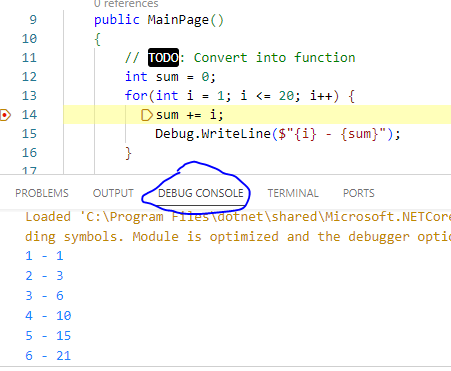 0 references
9 public MainPage()
10 {
11 // TODO: Convert into function
12 int sum = 0;
13 for(int i = 1; i <= 20; i++) {
14 sum += i;
15 Debug.WriteLine($"{i} - {sum}");
16 }
17
PROBLEMS OUTPUT DEBUG CONSOLE TERMINAL PORTS
Loaded 'C:\Program Files\dotnet\shared\Microsoft.NETCore
ding symbols. Module is optimized and the debugger optio
1 - 1
2 - 3
3 - 6
4 - 10
5 - 15
6 - 21